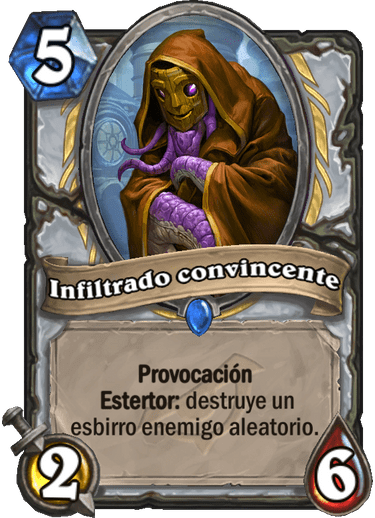 5
Infiltrado convincente
Provocación
Estertor: destruye un
esbirro enemigo aleatorio.
2
6